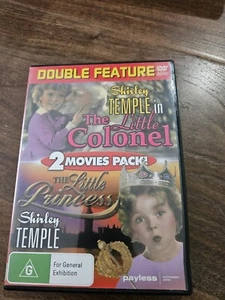 DOUBLE FEATURE
DVD
Shirley
TEMPLE in
The Little
Colonel
2 MOVIES PACK!
THE Little
Princess
Shirley
TEMPLE
G
For General
Exhibition
payless